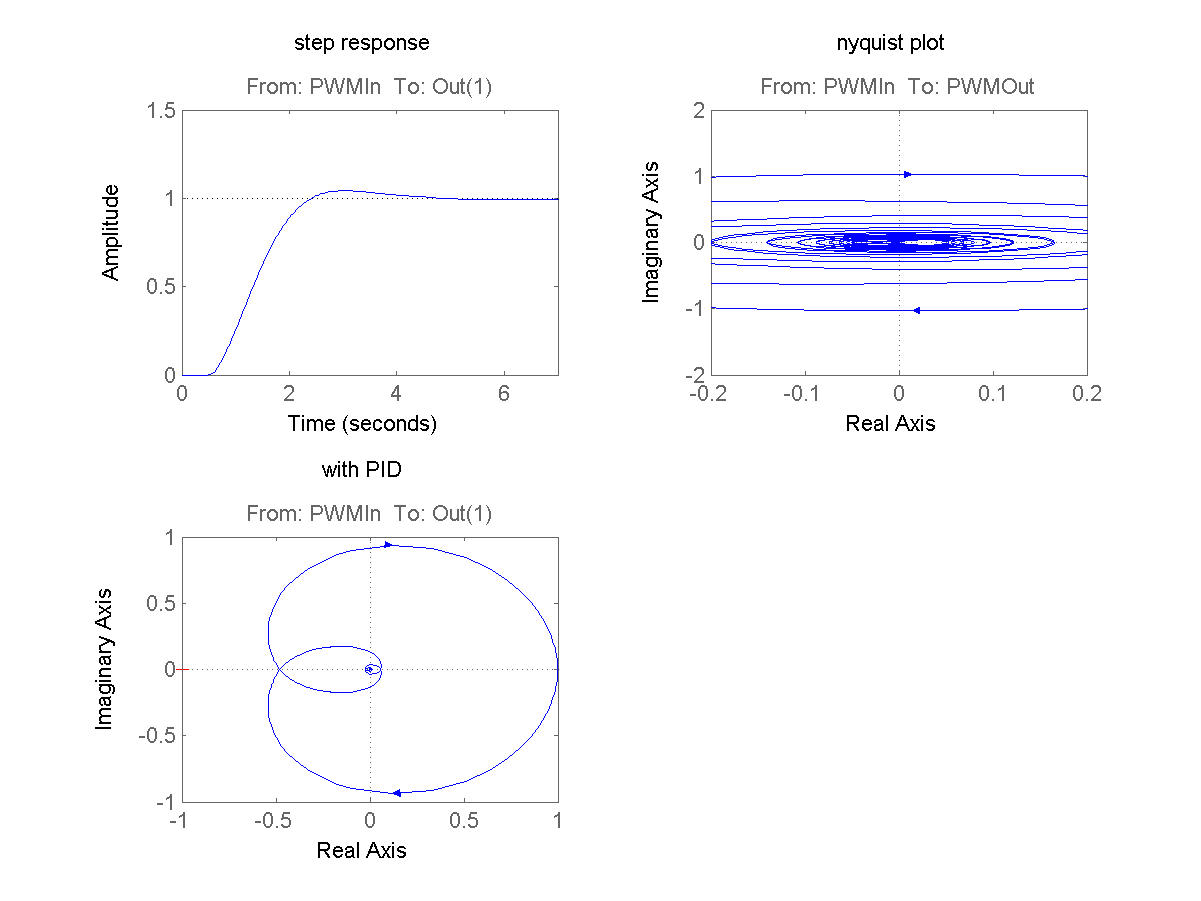 step response
From: PWMIn  To: Out(1)
1.5
1
0.5
0
0
2
4
6
Amplitude
Time (seconds)
nyquist plot
From: PWMIn  To: PWMOut
2
1
0
-1
-2
-0.2
-0.1
0
0.1
0.2
Imaginary Axis
Real Axis
with PID
From: PWMIn  To: Out(1)
1
0.5
0
-0.5
-1
-1
-0.5
0
0.5
1
Imaginary Axis
Real Axis